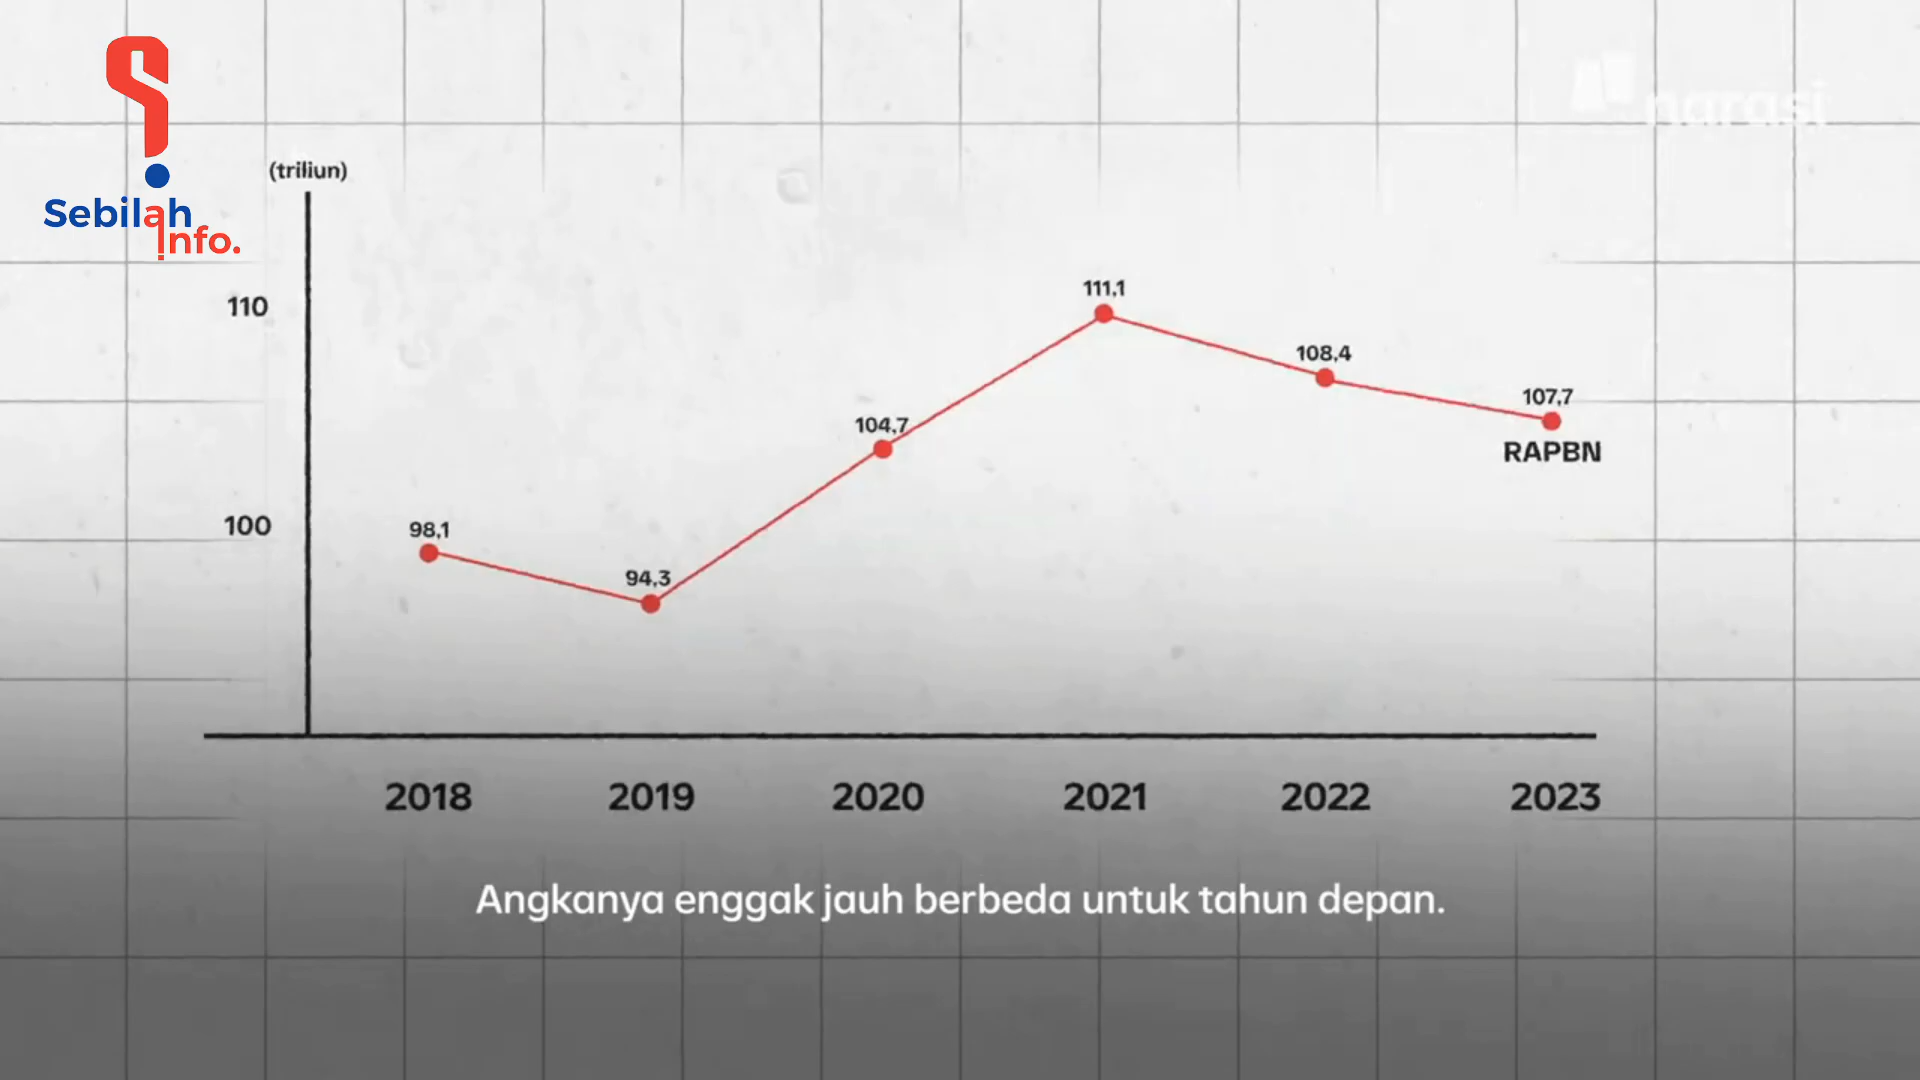 Sebilah
Info.
narasi
(triliun)
110
100
98,1
94,3
104,7
111,1
108,4
107,7
RAPBN
2018
2019
2020
2021
2022
2023
Angkanya enggak jauh berbeda untuk tahun depan.